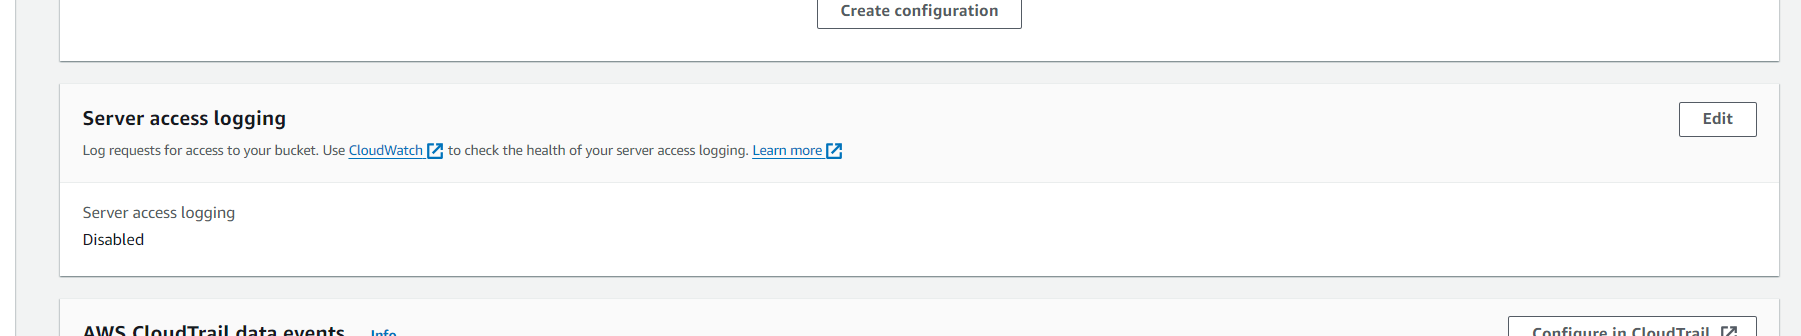 Create configuration
Server access logging
Edit
Log requests for access to your bucket. Use CloudWatch to check the health of your server access logging. Learn more
Server access logging
Disabled
AWS CloudTrail data events Info
Configure in CloudTrail